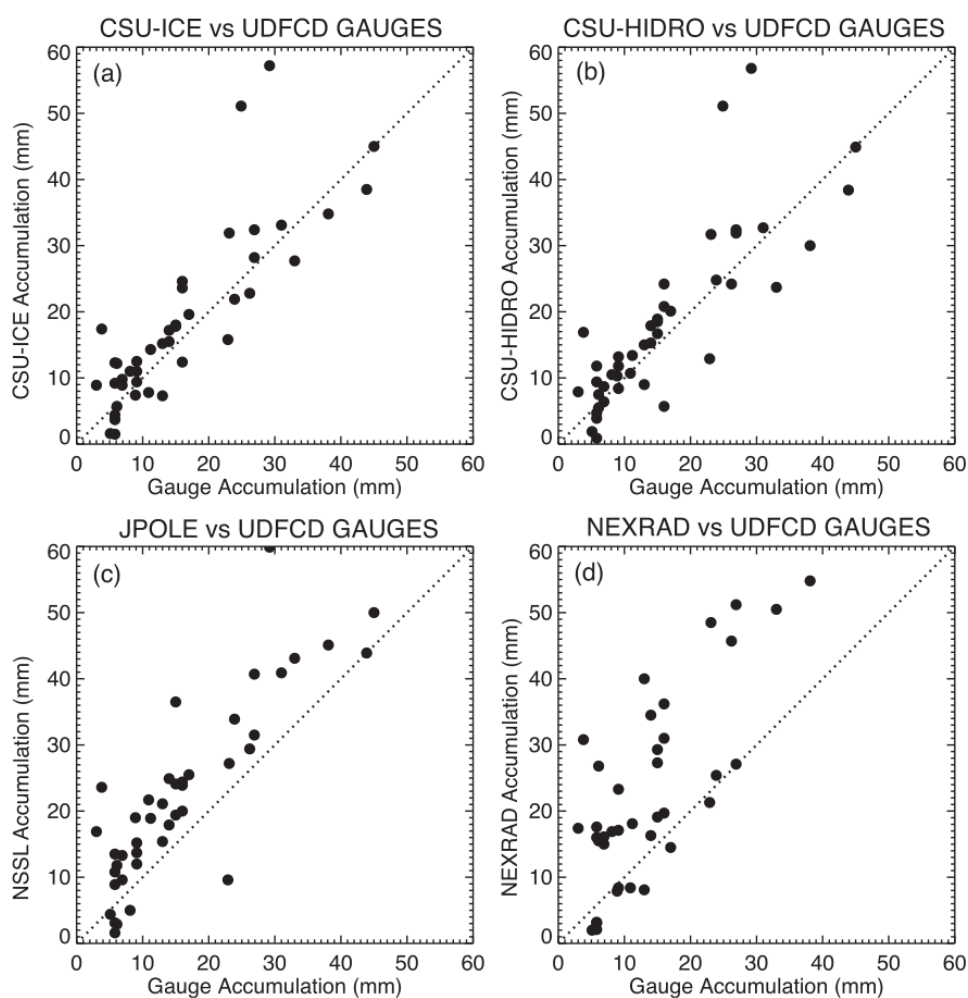 CSU-ICE vs UDFCD GAUGES
(a)
CSU-ICE Accumulation (mm)
60
50
40
30
20
10
0
0 10 20 30 40 50 60
Gauge Accumulation (mm)
CSU-HIDRO vs UDFCD GAUGES
(b)
CSU-HIDRO Accumulation (mm)
60
50
40
30
20
10
0
0 10 20 30 40 50 60
Gauge Accumulation (mm)
JPOLE vs UDFCD GAUGES
(c)
NSSL Accumulation (mm)
60
50
40
30
20
10
0
0 10 20 30 40 50 60
Gauge Accumulation (mm)
NEXRAD vs UDFCD GAUGES
(d)
NEXRAD Accumulation (mm)
60
50
40
30
20
10
0
0 10 20 30 40 50 60
Gauge Accumulation (mm)